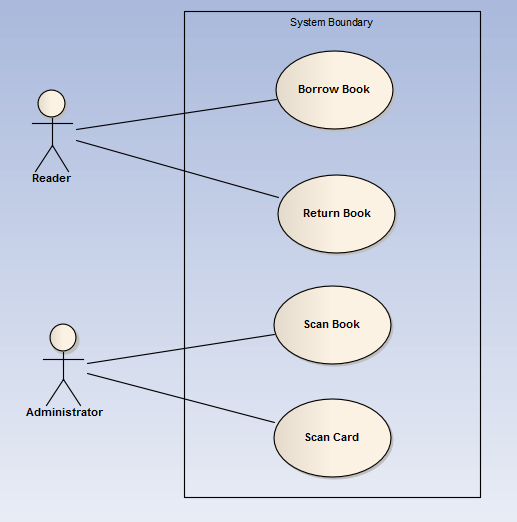 System Boundary
Borrow Book
Reader
Return Book
Scan Book
Administrator
Scan Card